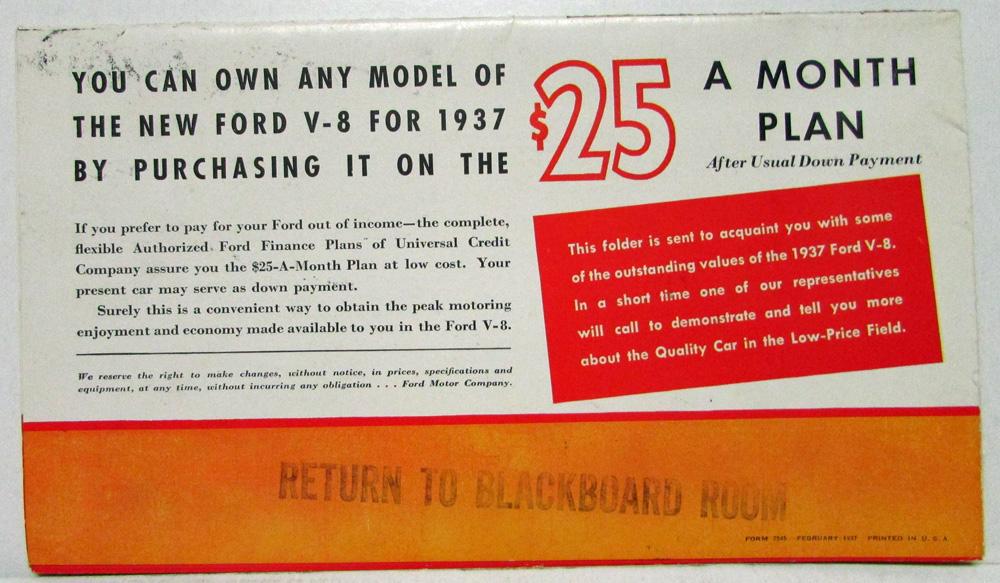 YOU CAN OWN ANY MODEL OF
THE NEW FORD V-8 FOR 1937
BY PURCHASING IT ON THE
$25
A MONTH
PLAN
After Usual Down Payment
If you prefer to pay for your Ford out of income—the complete,
flexible Authorized Ford Finance Plans of Universal Credit
Company assure you the $25-A-Month Plan at low cost. Your
present car may serve as down payment.
Surely this is a convenient way to obtain the peak motoring
enjoyment and economy made available to you in the Ford V-8.
We reserve the right to make changes, without notice, in prices, specifications and
equipment, at any time, without incurring any obligation . . . Ford Motor Company.
This folder is sent to acquaint you with some
of the outstanding values of the 1937 Ford V-8.
In a short time one of our representatives
will call to demonstrate and tell you more
about the Quality Car in the Low-Price Field.
RETURN TO BLACKBOARD ROOM
FORM 7545 FEBRUARY 1937 PRINTED IN U. S. A.